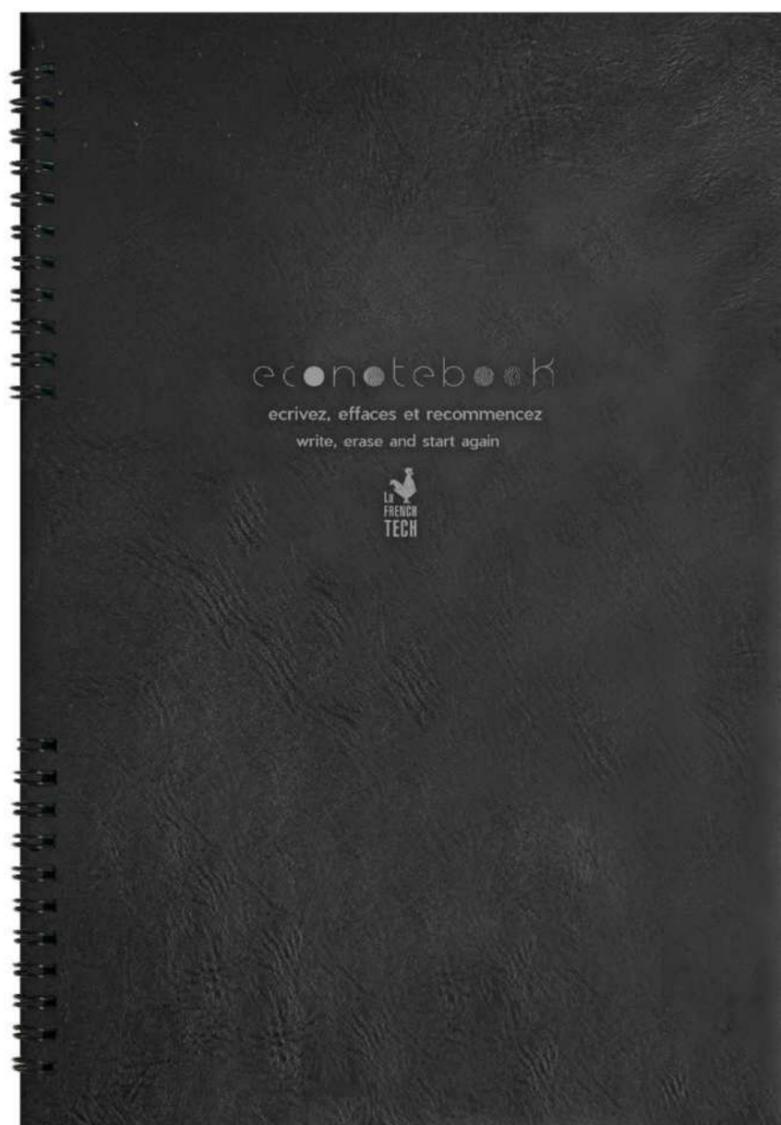 econotebook
ecrivez, effaces et recommencez
write, erase and start again
La
FRENCH
TECH